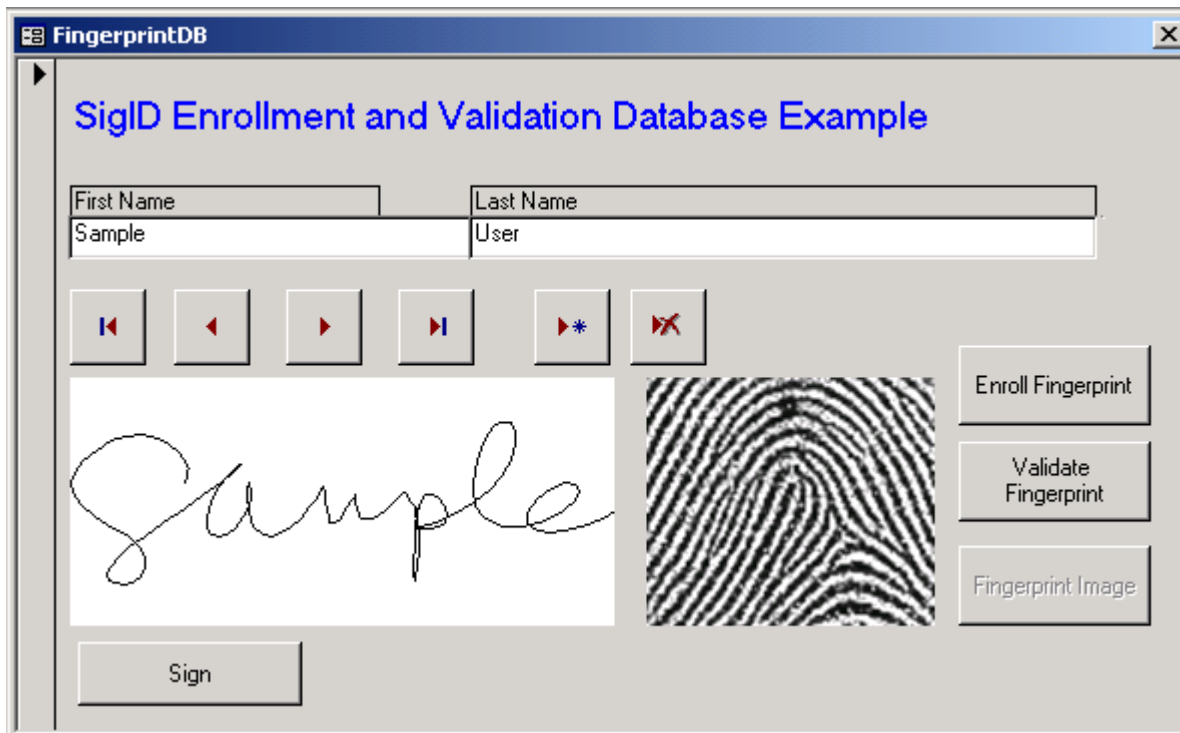 FingerprintDB
SigID Enrollment and Validation Database Example
First Name Last Name
Sample User
Sample
Enroll Fingerprint
Validate
Fingerprint
Fingerprint Image
Sign